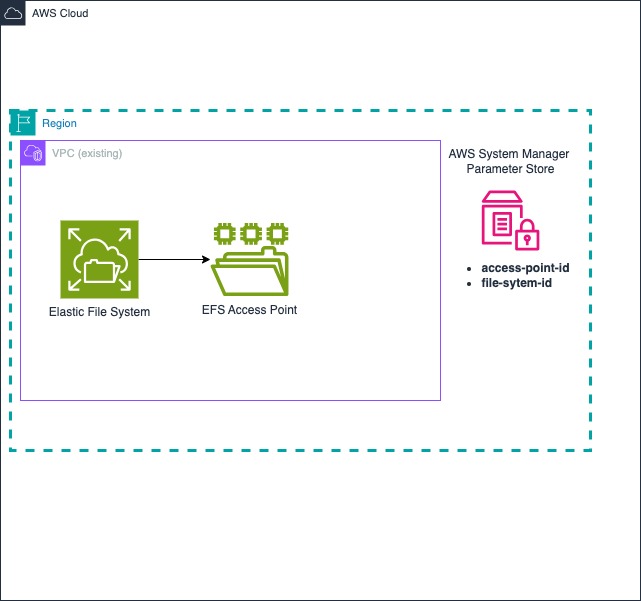 AWS Cloud
Region
VPC (existing)
AWS System Manager
Parameter Store
• access-point-id
• file-sytem-id
Elastic File System
EFS Access Point